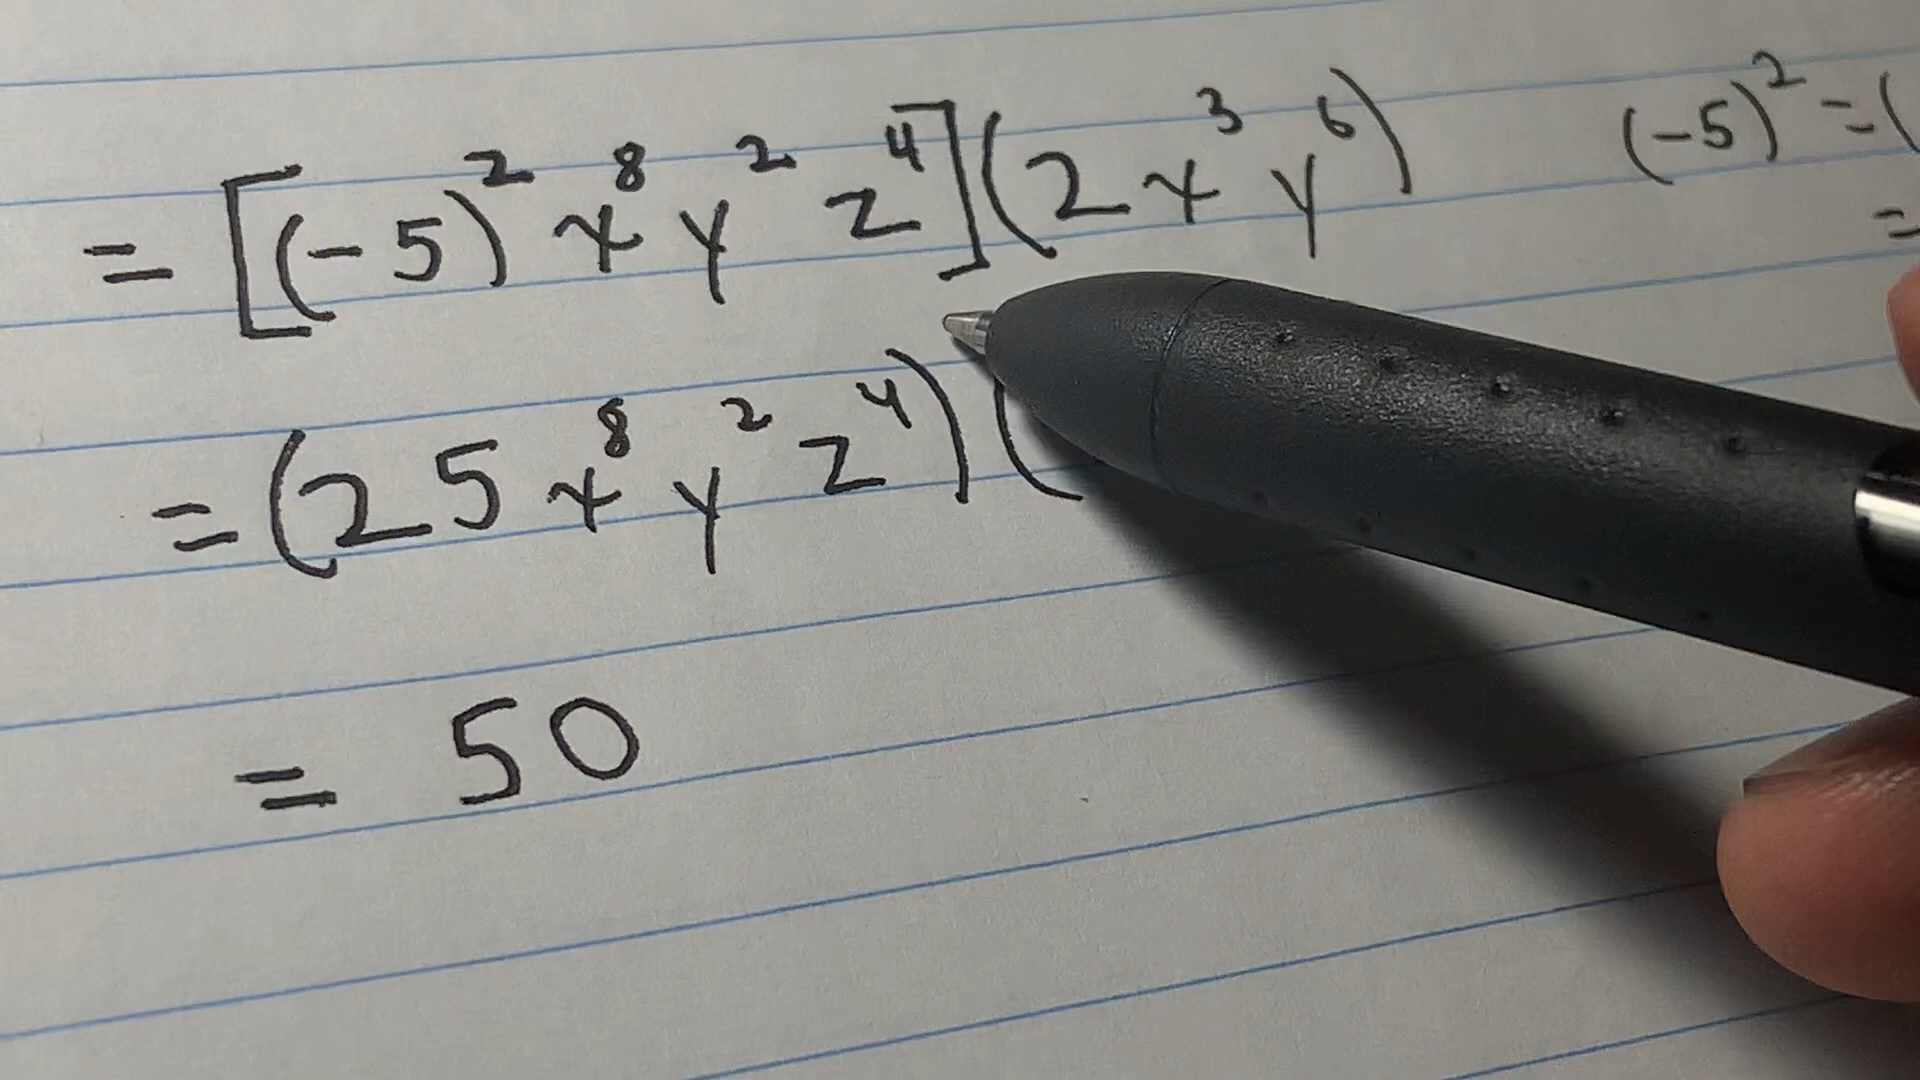 = [(-5)² x⁸ y² z⁴](2x³ y⁶)
(-5)² = (
=
= (25x⁸ y² z⁴)(
= 50